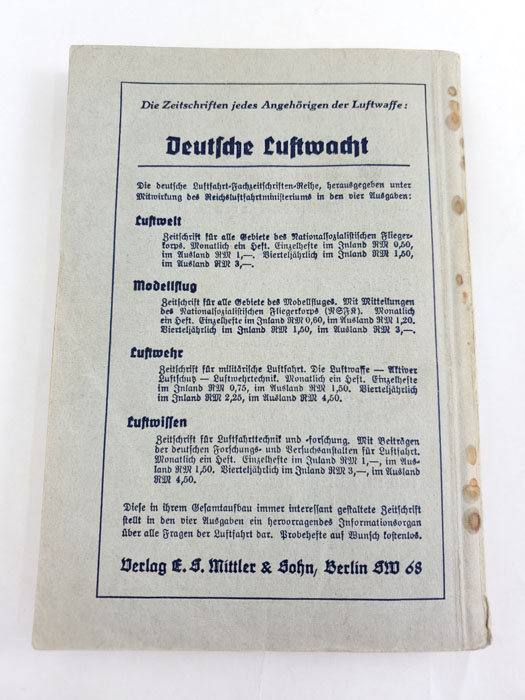 Die Zeitschriften jedes Angehörigen der Luftwaffe:
Deutsche Luftwacht
Die deutsche Luftfahrt-Fachzeitschriften-Reihe, herausgegeben unter
Mitwirkung des Reichsluftfahrtministeriums in den vier Ausgaben:
Luftwelt
Zeitschrift für alle Gebiete des Nationalsozialistischen Flieger-
korps. Monatlich ein Heft. Einzelhefte im Inland RM 0,50,
im Ausland RM 1,—. Vierteljährlich im Inland RM 1,50,
im Ausland RM 3,—.
Modellflug
Zeitschrift für alle Gebiete des Modellfluges. Mit Mitteilungen
des Nationalsozialistischen Fliegerkorps (NSFK). Monatlich
ein Heft. Einzelhefte im Inland RM 0,60, im Ausland RM 1,20.
Vierteljährlich im Inland RM 1,50, im Ausland RM 3,—.
Luftwehr
Zeitschrift für militärische Luftfahrt. Die Luftwaffe — Aktiver
Luftschutz — Luftwehrtechnik. Monatlich ein Heft. Einzelhefte
im Inland RM 0,75, im Ausland RM 1,50. Vierteljährlich
im Inland RM 2,25, im Ausland RM 4,50.
Luftwissen
Zeitschrift für Luftfahrttechnik und -forschung. Mit Beiträgen
der deutschen Forschungs- und Versuchsanstalten für Luftfahrt.
Monatlich ein Heft. Einzelhefte im Inland RM 1,—, im Aus-
land RM 1,50. Vierteljährlich im Inland RM 3,—, im Ausland
RM 4,50.
Diese in ihrem Gesamtaufbau immer interessant gestaltete Zeitschrift
stellt in den vier Ausgaben ein hervorragendes Informationsorgan
über alle Fragen der Luftfahrt dar. Probehefte auf Wunsch kostenlos.
Verlag E. S. Mittler & Sohn, Berlin SW 68